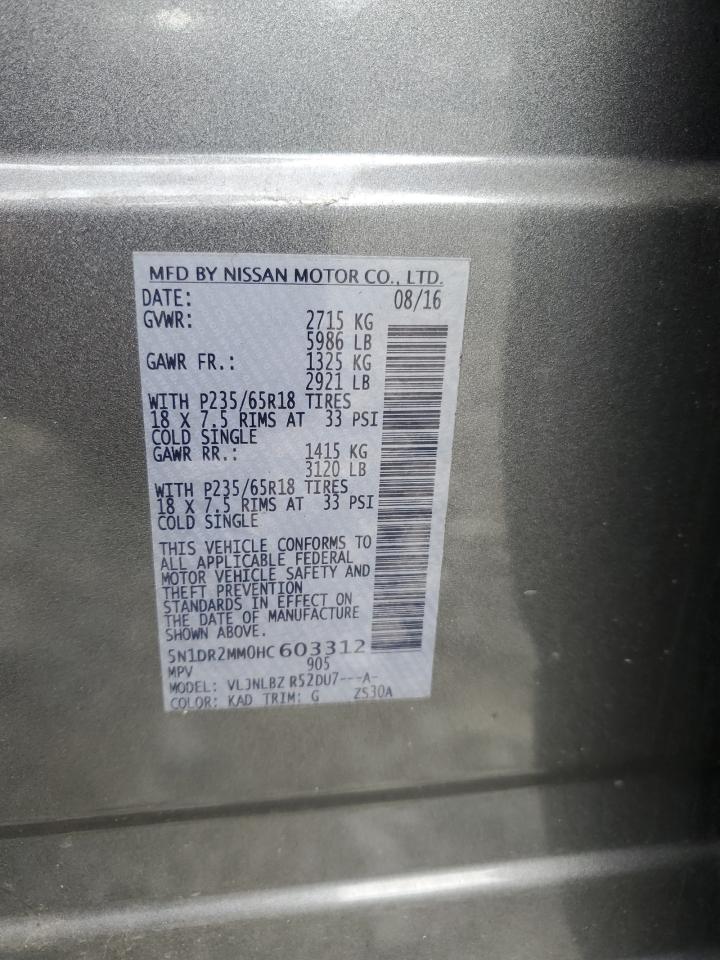 MFD BY NISSAN MOTOR CO., LTD.
DATE: 08/16
GVWR: 2715 KG
5986 LB
GAWR FR.: 1325 KG
2921 LB
WITH P235/65R18 TIRES
18 X 7.5 RIMS AT 33 PSI
COLD SINGLE
GAWR RR.: 1415 KG
3120 LB
WITH P235/65R18 TIRES
18 X 7.5 RIMS AT 33 PSI
COLD SINGLE
THIS VEHICLE CONFORMS TO
ALL APPLICABLE FEDERAL
MOTOR VEHICLE SAFETY AND
THEFT PREVENTION
STANDARDS IN EFFECT ON
THE DATE OF MANUFACTURE
SHOWN ABOVE.
5N1DR2MM0HC603312
MPV 905
MODEL: VLJNLBZ R52DU7---A-
COLOR: KAD TRIM: G ZS30A